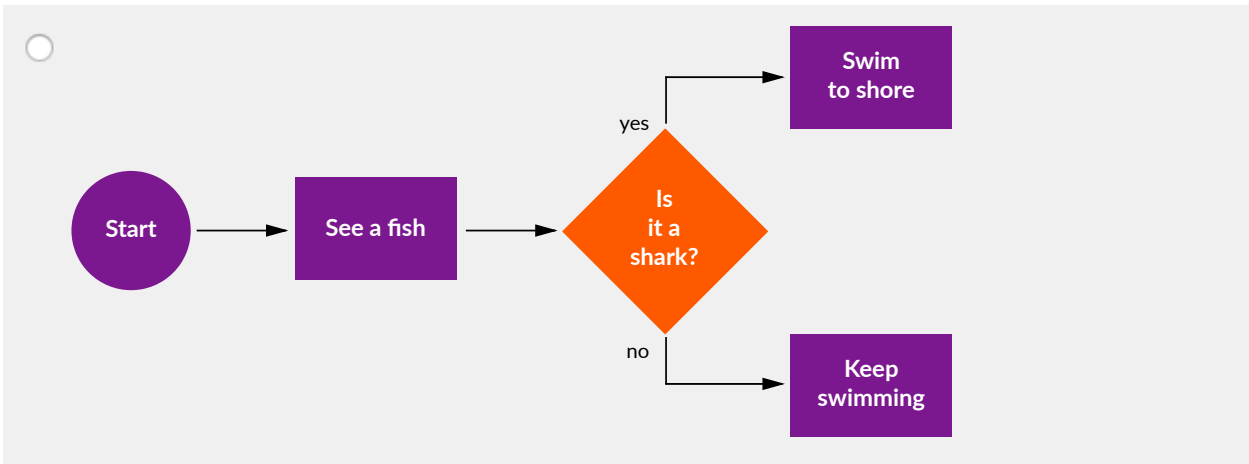 Start
See a fish
Is
it a
shark?
yes
Swim
to shore
no
Keep
swimming